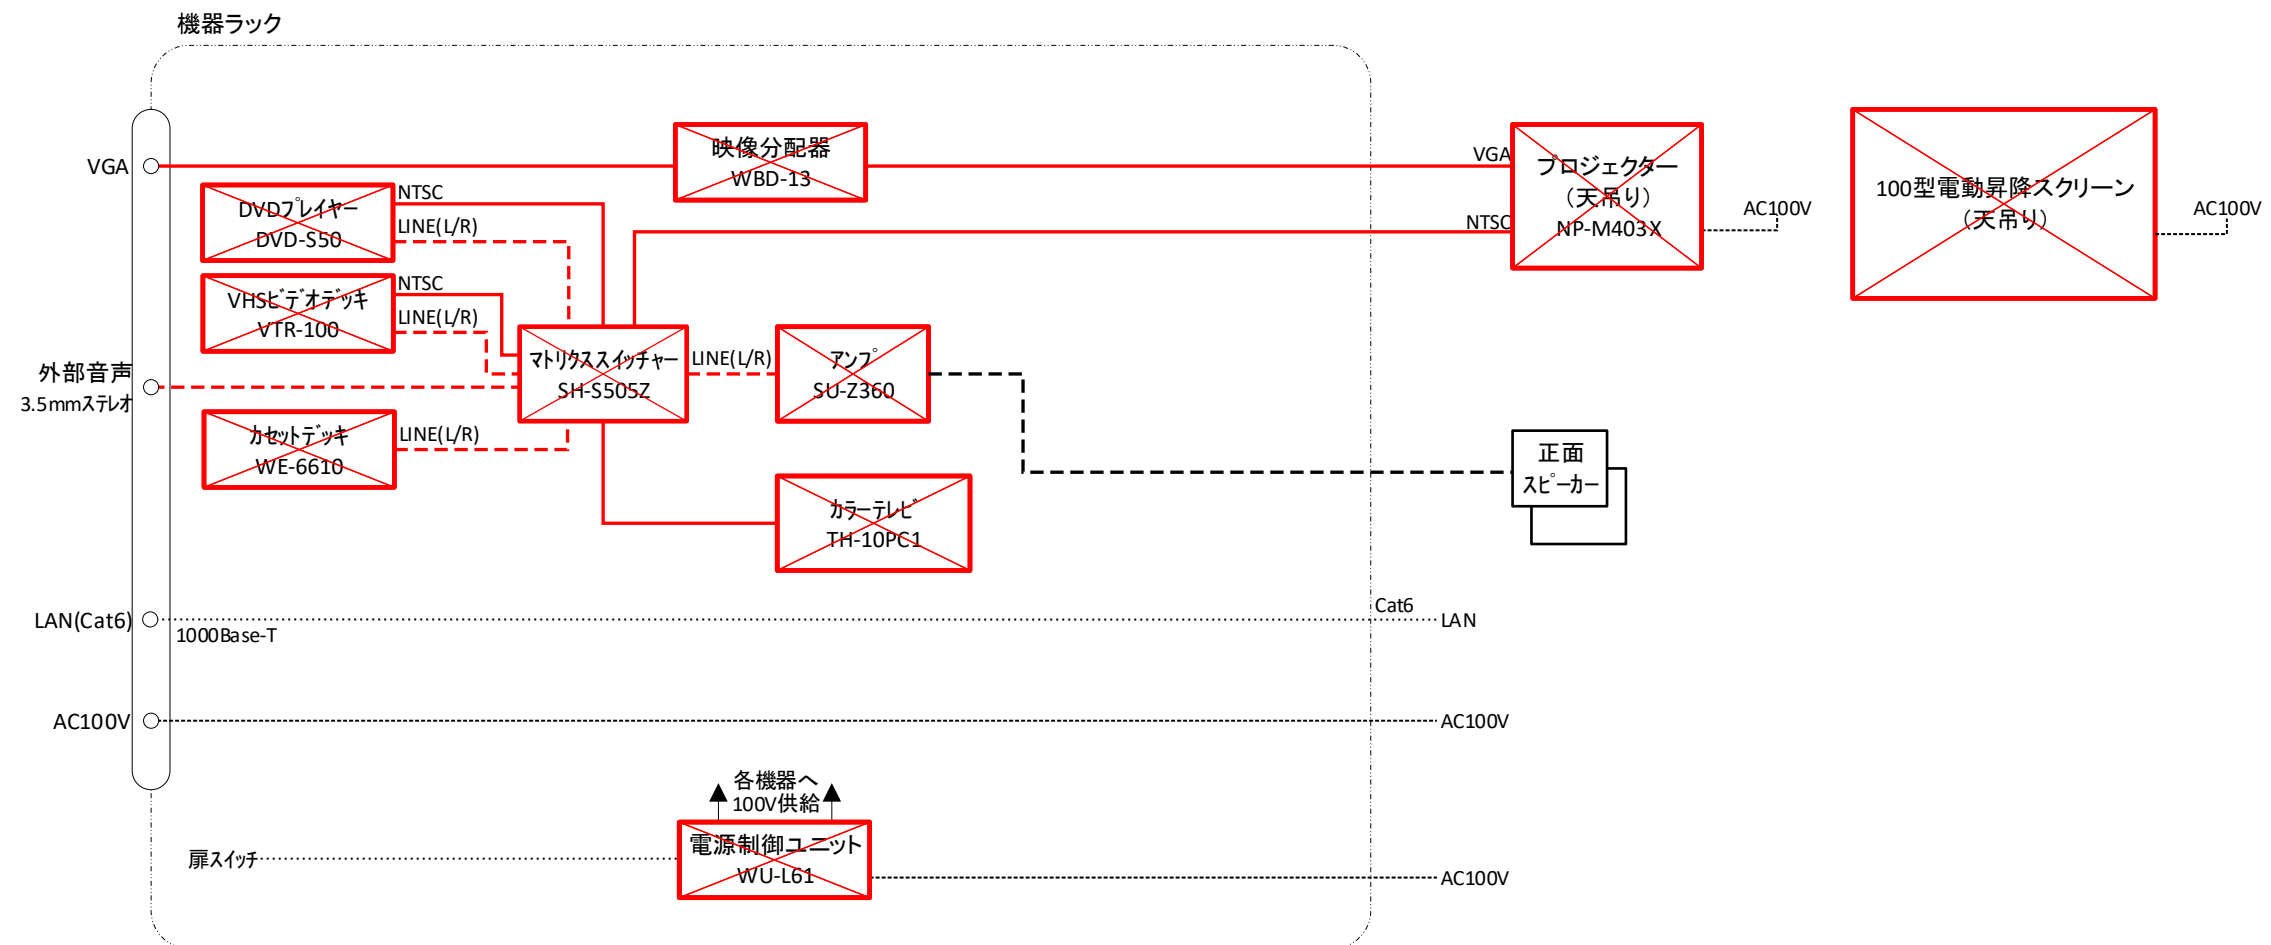 機器ラック
VGA
映像分配器
WBD-13
VGA
プロジェクター
（天吊り）
NP-M403X
NTSC
AC100V
100型電動昇降スクリーン
（天吊り）
AC100V
DVDﾌﾟﾚｲﾔｰ
DVD-S50
NTSC
LINE(L/R)
VHSﾋﾞﾃﾞｵﾃﾞｯｷ
VTR-100
NTSC
LINE(L/R)
外部音声
3.5mmｽﾃﾚｵ
ﾏﾄﾘｸｽｽｲｯﾁｬｰ
SH-S505Z
LINE(L/R)
ｱﾝﾌﾟ
SU-Z360
ｶｾｯﾄﾃﾞｯｷ
WE-6610
LINE(L/R)
正面
ｽﾋﾟｰｶｰ
ｶﾗｰﾃﾚﾋﾞ
TH-10PC1
LAN(Cat6)
1000Base-T
Cat6
LAN
AC100V
AC100V
各機器へ
100V供給
扉ｽｲｯﾁ
電源制御ユニット
WU-L61
AC100V